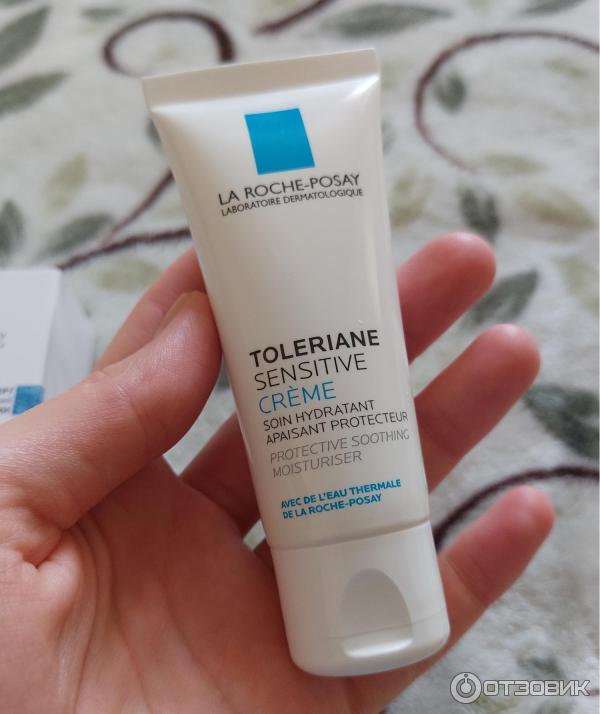 LA ROCHE-POSAY
LABORATOIRE DERMATOLOGIQUE
TOLERIANE
SENSITIVE
CRÈME
SOIN HYDRATANT
APAISANT PROTECTEUR
PROTECTIVE SOOTHING
MOISTURISER
AVEC DE L'EAU THERMALE
DE LA ROCHE-POSAY
ОТЗОВИК